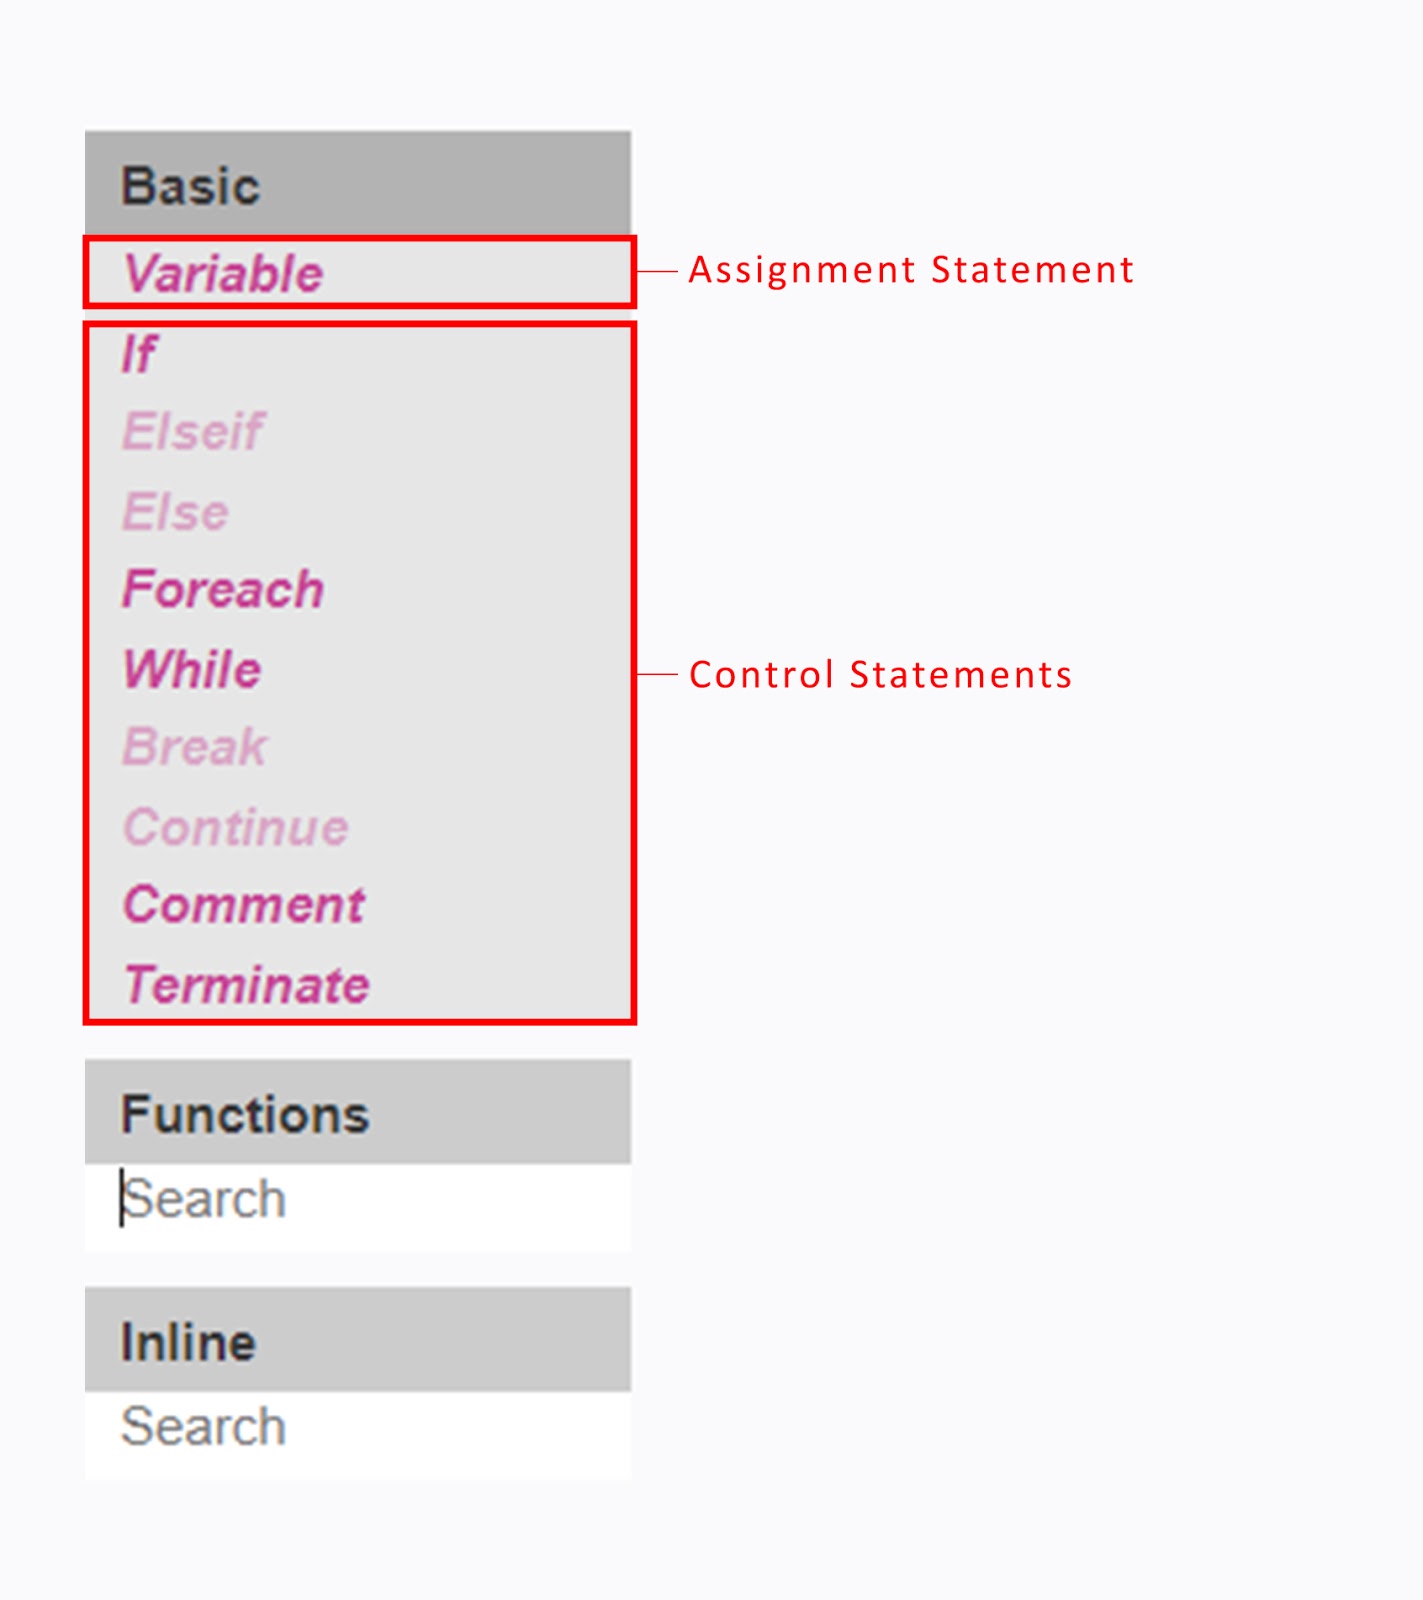 Basic
Variable
Assignment Statement
If
Elseif
Else
Foreach
While
Control Statements
Break
Continue
Comment
Terminate
Functions
Search
Inline
Search